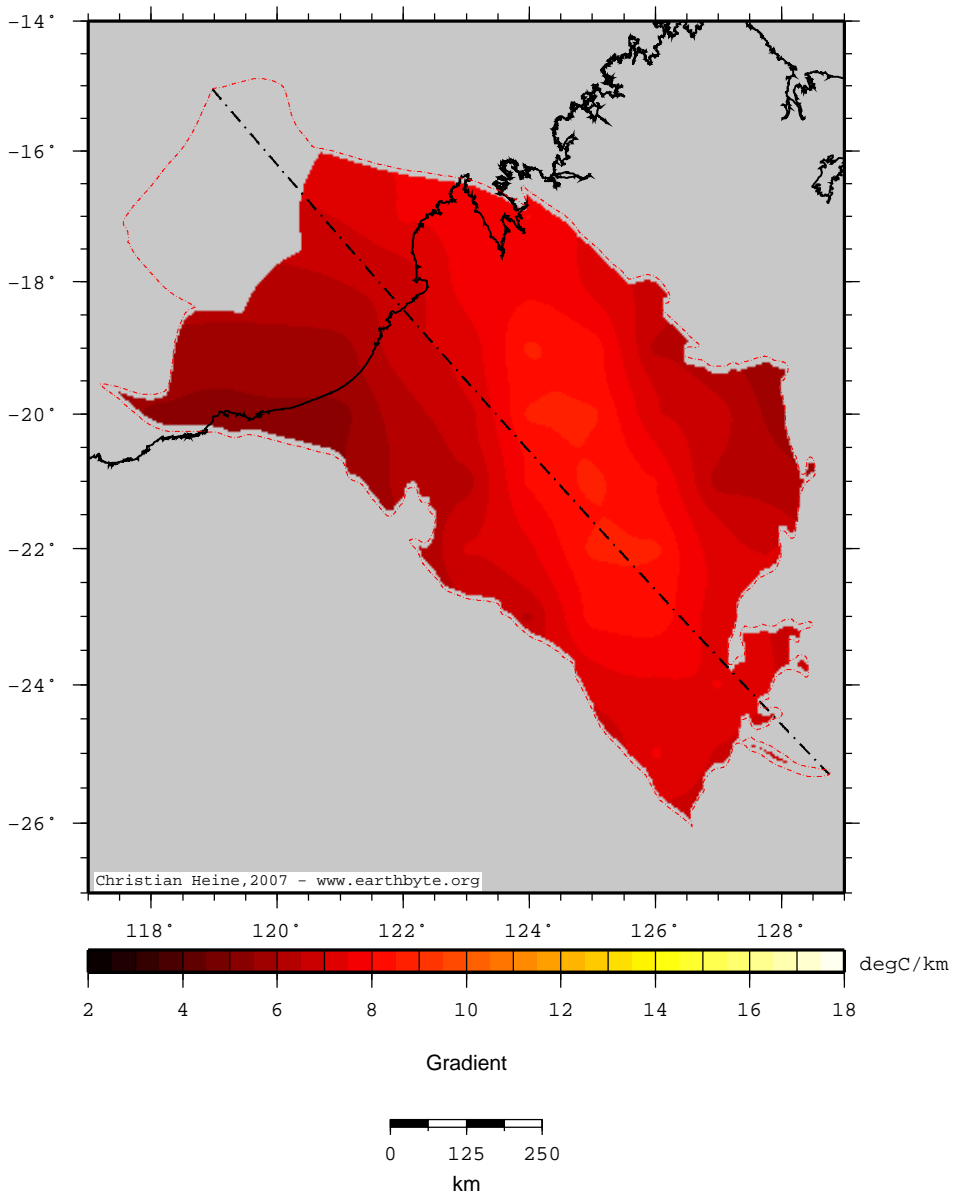 −14˚
−16˚
−18˚
−20˚
−22˚
−24˚
−26˚
Christian Heine,2007 - www.earthbyte.org
118˚ 120˚ 122˚ 124˚ 126˚ 128˚
degC/km
2 4 6 8 10 12 14 16 18
Gradient
0 125 250
km